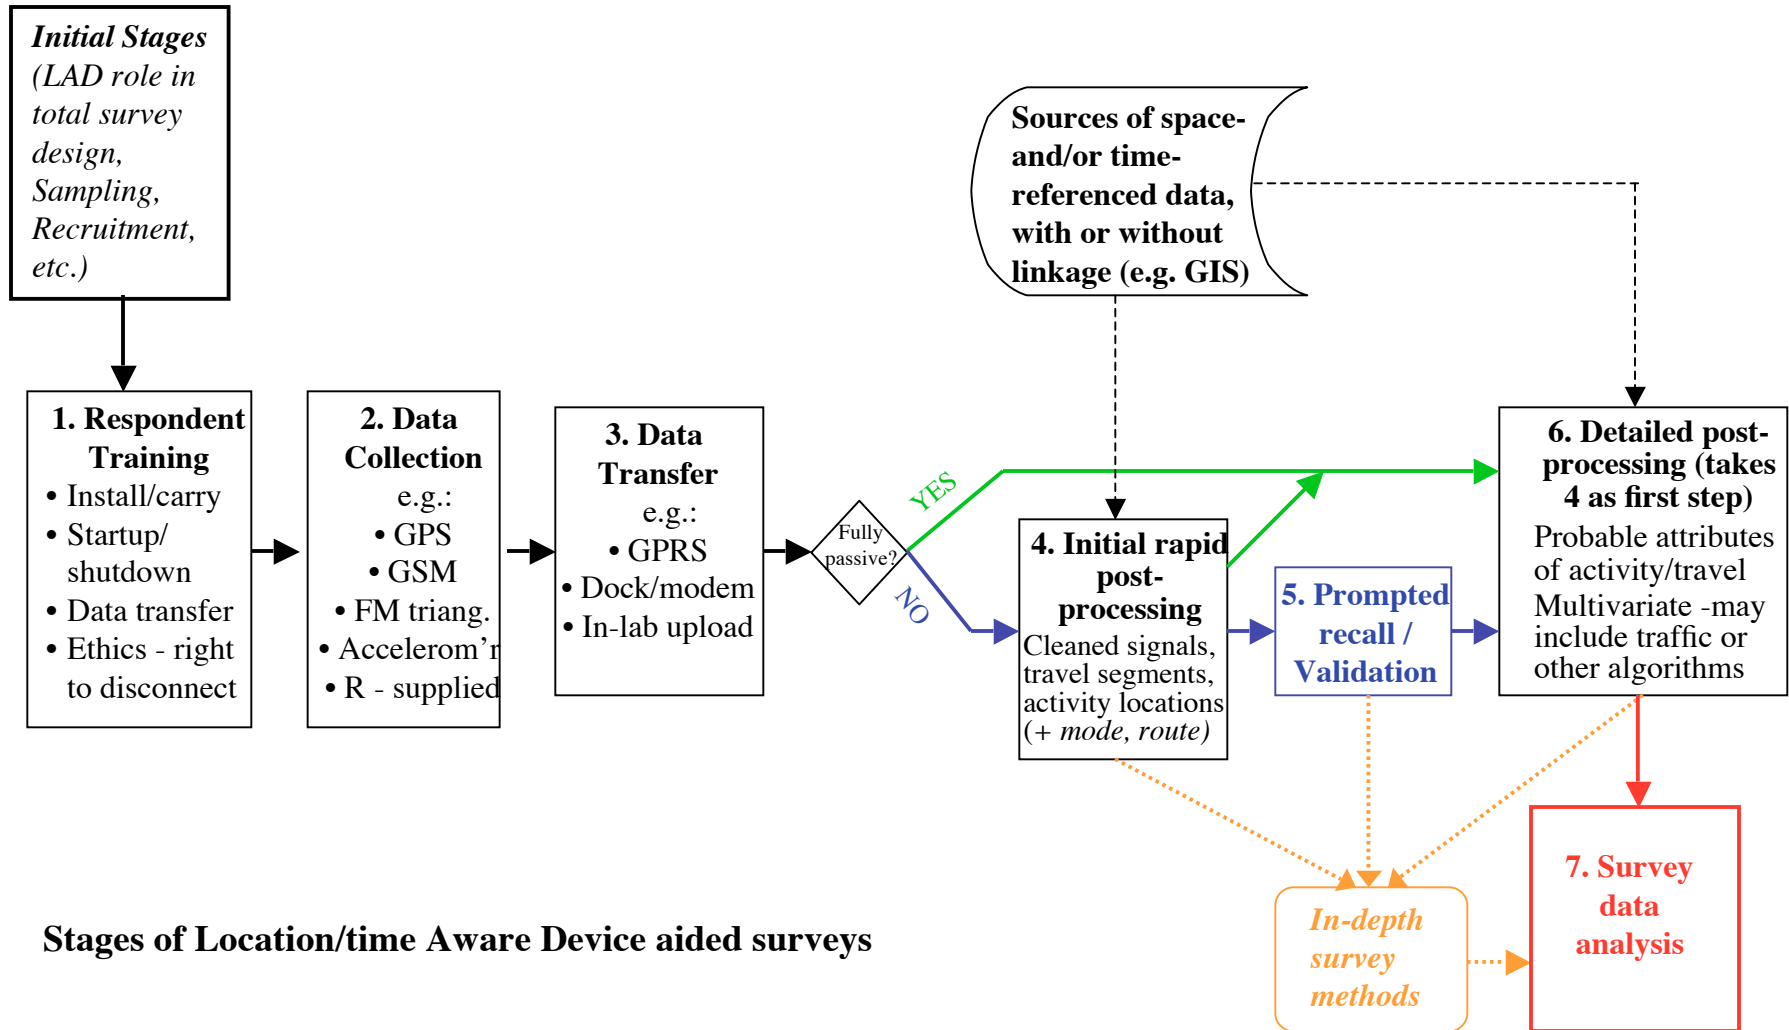 Initial Stages
(LAD role in
total survey
design,
Sampling,
Recruitment,
etc.)
Sources of space-
and/or time-
referenced data,
with or without
linkage (e.g. GIS)
1. Respondent
Training
• Install/carry
• Startup/
shutdown
• Data transfer
• Ethics - right
to disconnect
2. Data
Collection
e.g.:
• GPS
• GSM
• FM triang.
• Accelerom'r
• R - supplied
3. Data
Transfer
e.g.:
• GPRS
• Dock/modem
• In-lab upload
Fully
passive?
YES
NO
4. Initial rapid
post-
processing
Cleaned signals,
travel segments,
activity locations
(+ mode, route)
5. Prompted
recall /
Validation
6. Detailed post-
processing (takes
4 as first step)
Probable attributes
of activity/travel
Multivariate -may
include traffic or
other algorithms
In-depth
survey
methods
7. Survey
data
analysis
Stages of Location/time Aware Device aided surveys